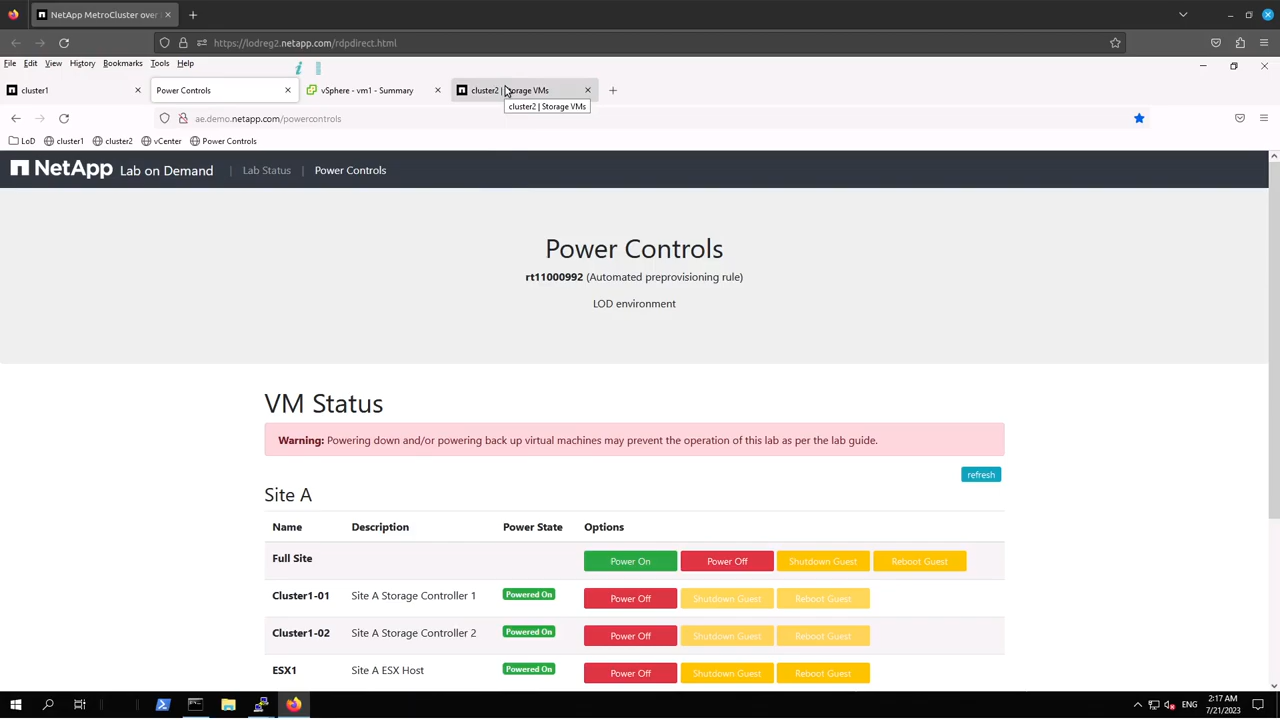 NetApp MetroCluster over
https://lodreg2.netapp.com/rdpdirect.html
File Edit View History Bookmarks Tools Help
cluster1
Power Controls
vSphere - vm1 - Summary
cluster2 | Storage VMs
cluster2 | Storage VMs
ae.demo.netapp.com/powercontrols
LoD cluster1 cluster2 vCenter Power Controls
NetApp Lab on Demand | Lab Status | Power Controls
Power Controls
rt11000992 (Automated preprovisioning rule)
LOD environment
VM Status
Warning: Powering down and/or powering back up virtual machines may prevent the operation of this lab as per the lab guide.
refresh
Site A
Name Description Power State Options
Full Site Power On Power Off Shutdown Guest Reboot Guest
Cluster1-01 Site A Storage Controller 1 Powered On Power Off Shutdown Guest Reboot Guest
Cluster1-02 Site A Storage Controller 2 Powered On Power Off Shutdown Guest Reboot Guest
ESX1 Site A ESX Host Powered On Power Off Shutdown Guest Reboot Guest
ENG
2:17 AM
7/21/2023